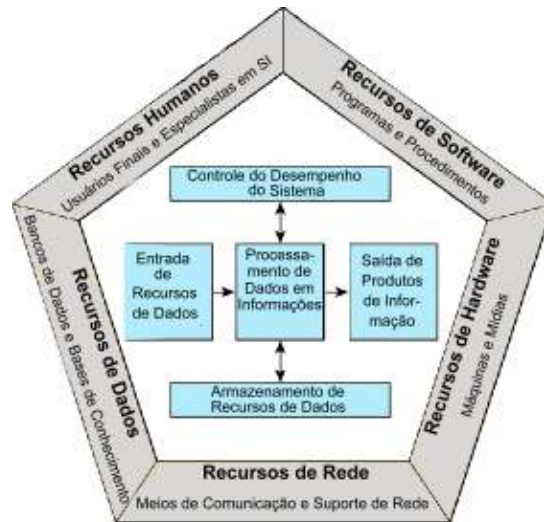 Recursos Humanos
Usuários Finais e Especialistas em SI
Recursos de Software
Programas e Procedimentos
Controle do Desempenho
do Sistema
Entrada
de
Recursos
de Dados
Processa-
mento de
Dados em
Informações
Saída de
Produtos
de Infor-
mação
Armazenamento de
Recursos de Dados
Recursos de Dados
Bancos de Dados e Bases de Conhecimento
Recursos de Hardware
Máquinas e Mídias
Recursos de Rede
Meios de Comunicação e Suporte de Rede